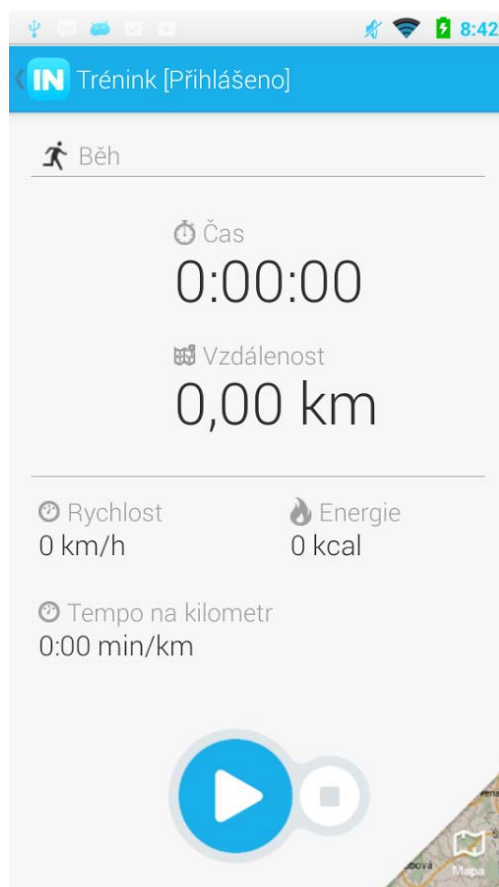 8:42
IN Trénink [Přihlášeno]
Běh
Čas
0:00:00
Vzdálenost
0,00 km
Rychlost
0 km/h
Energie
0 kcal
Tempo na kilometr
0:00 min/km
Mapa